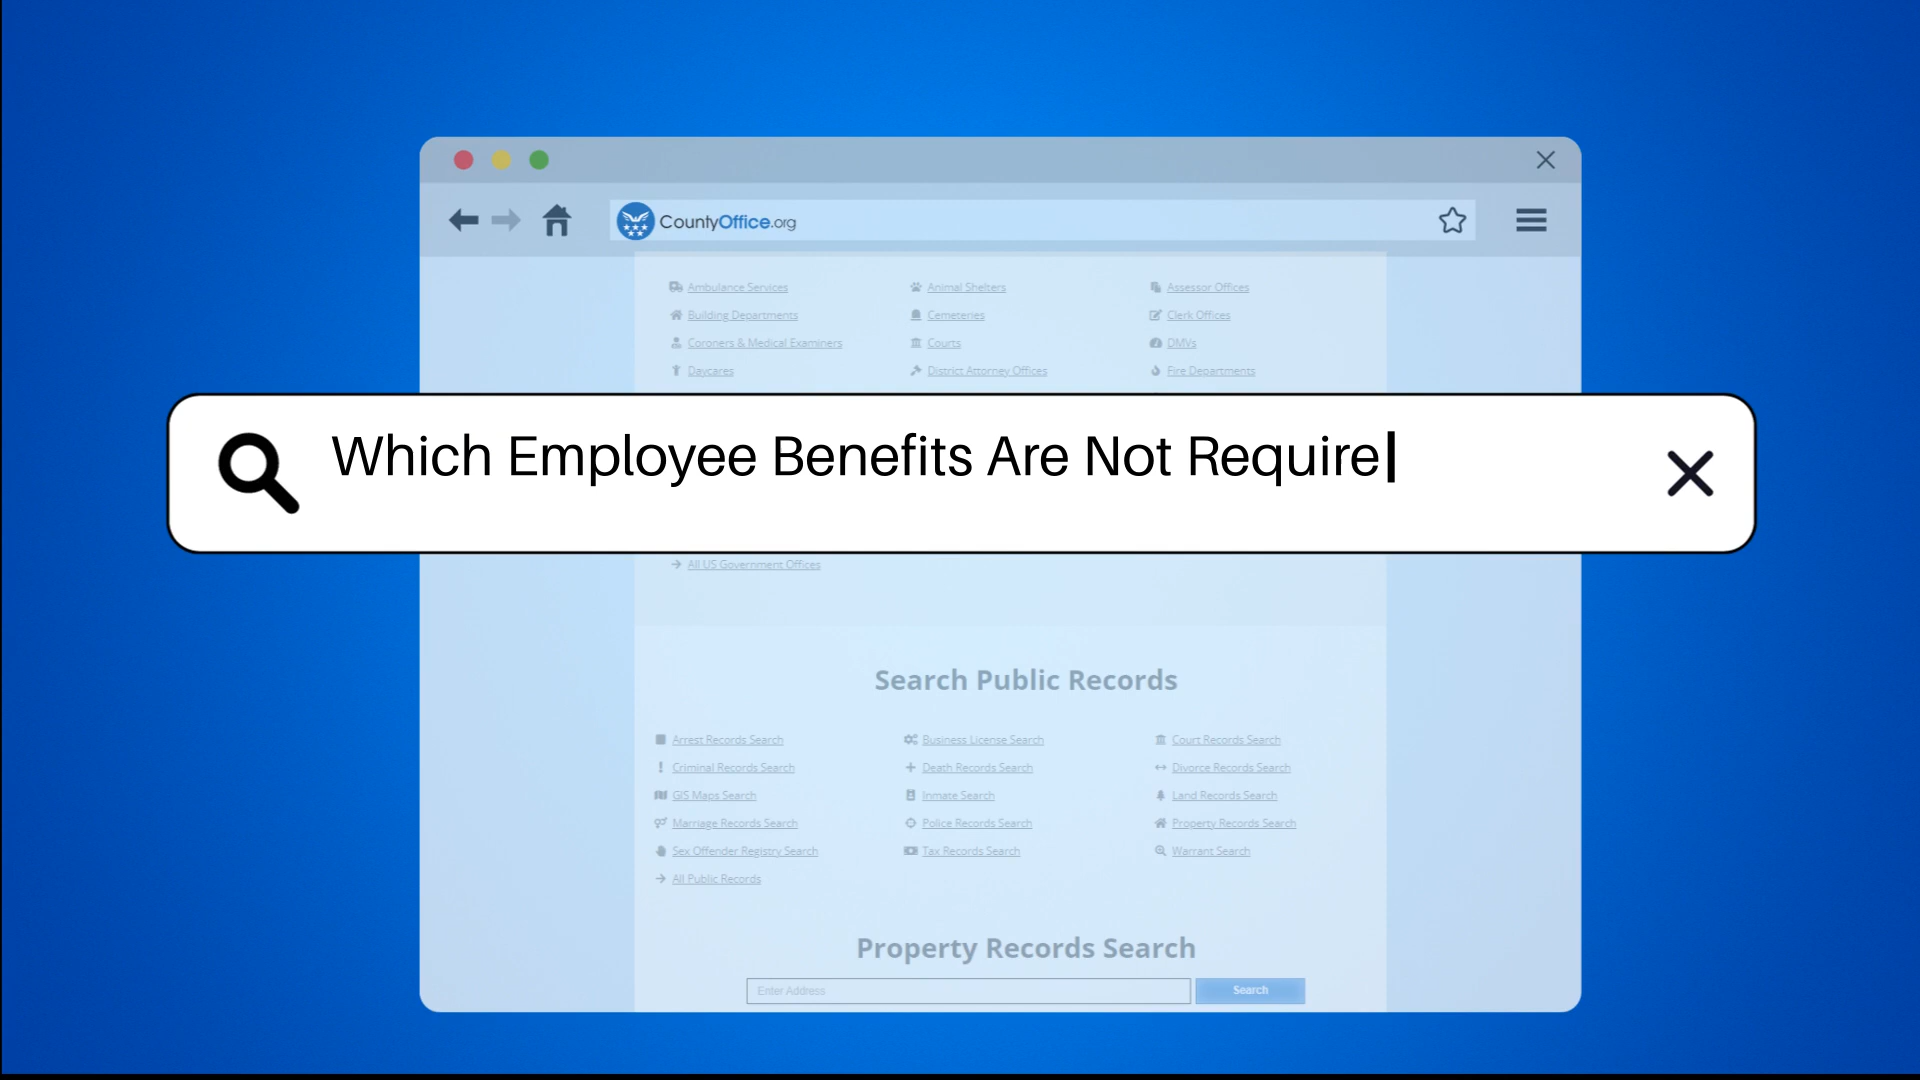 CountyOffice.org
Ambulance Services Animal Shelters Assessor Offices
Building Departments Cemeteries Clerk Offices
Coroners & Medical Examiners Courts DMVs
Daycares District Attorney Offices Fire Departments
Which Employee Benefits Are Not Require
All US Government Offices
Search Public Records
Arrest Records Search Business License Search Court Records Search
Criminal Records Search Death Records Search Divorce Records Search
GIS Maps Search Inmate Search Land Records Search
Marriage Records Search Police Records Search Property Records Search
Sex Offender Registry Search Tax Records Search Warrant Search
All Public Records
Property Records Search
Enter Address Search